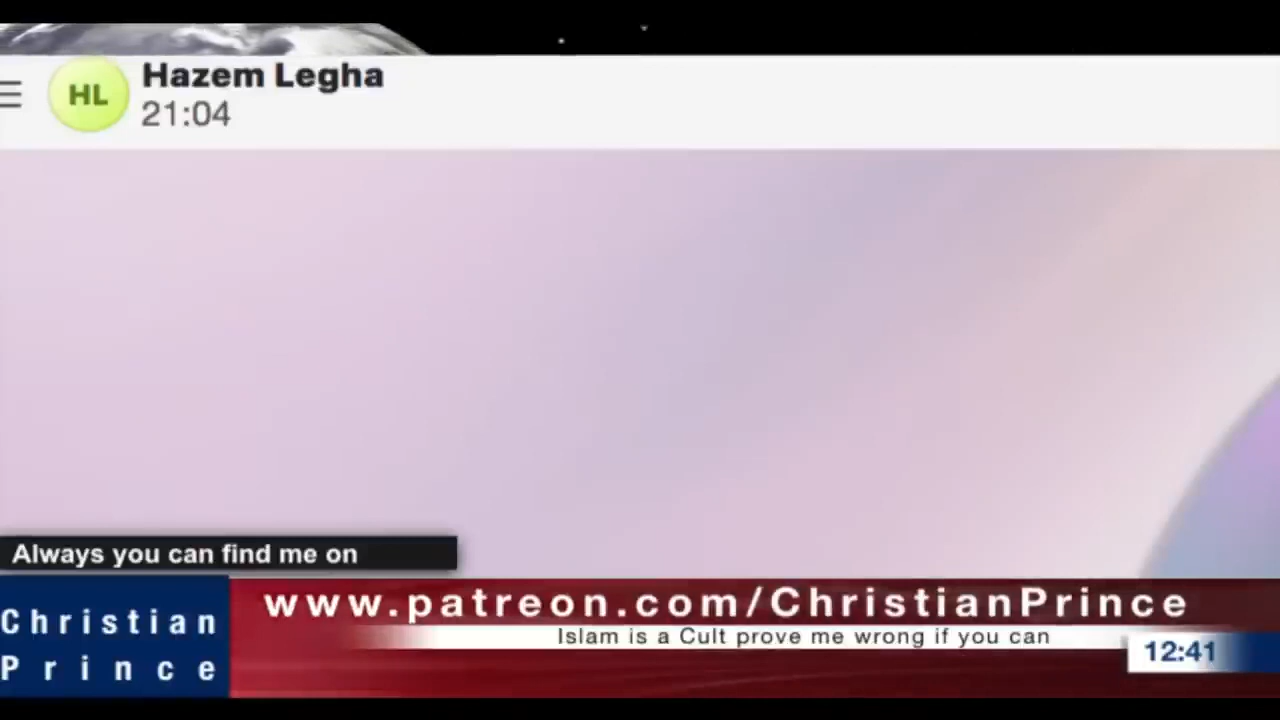 Hazem Legha
HL
21:04
Always you can find me on
Christian
Prince
www.patreon.com/ChristianPrince
Islam is a Cult prove me wrong if you can
12:41